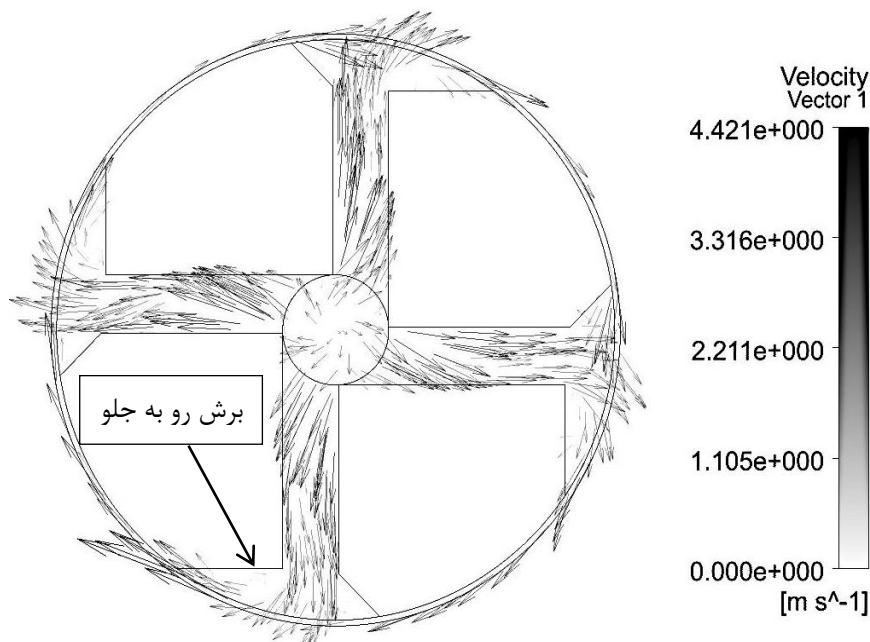 Velocity
Vector 1
4.421e+000
3.316e+000
2.211e+000
1.105e+000
0.000e+000
[m s^-1]
برش رو به جلو